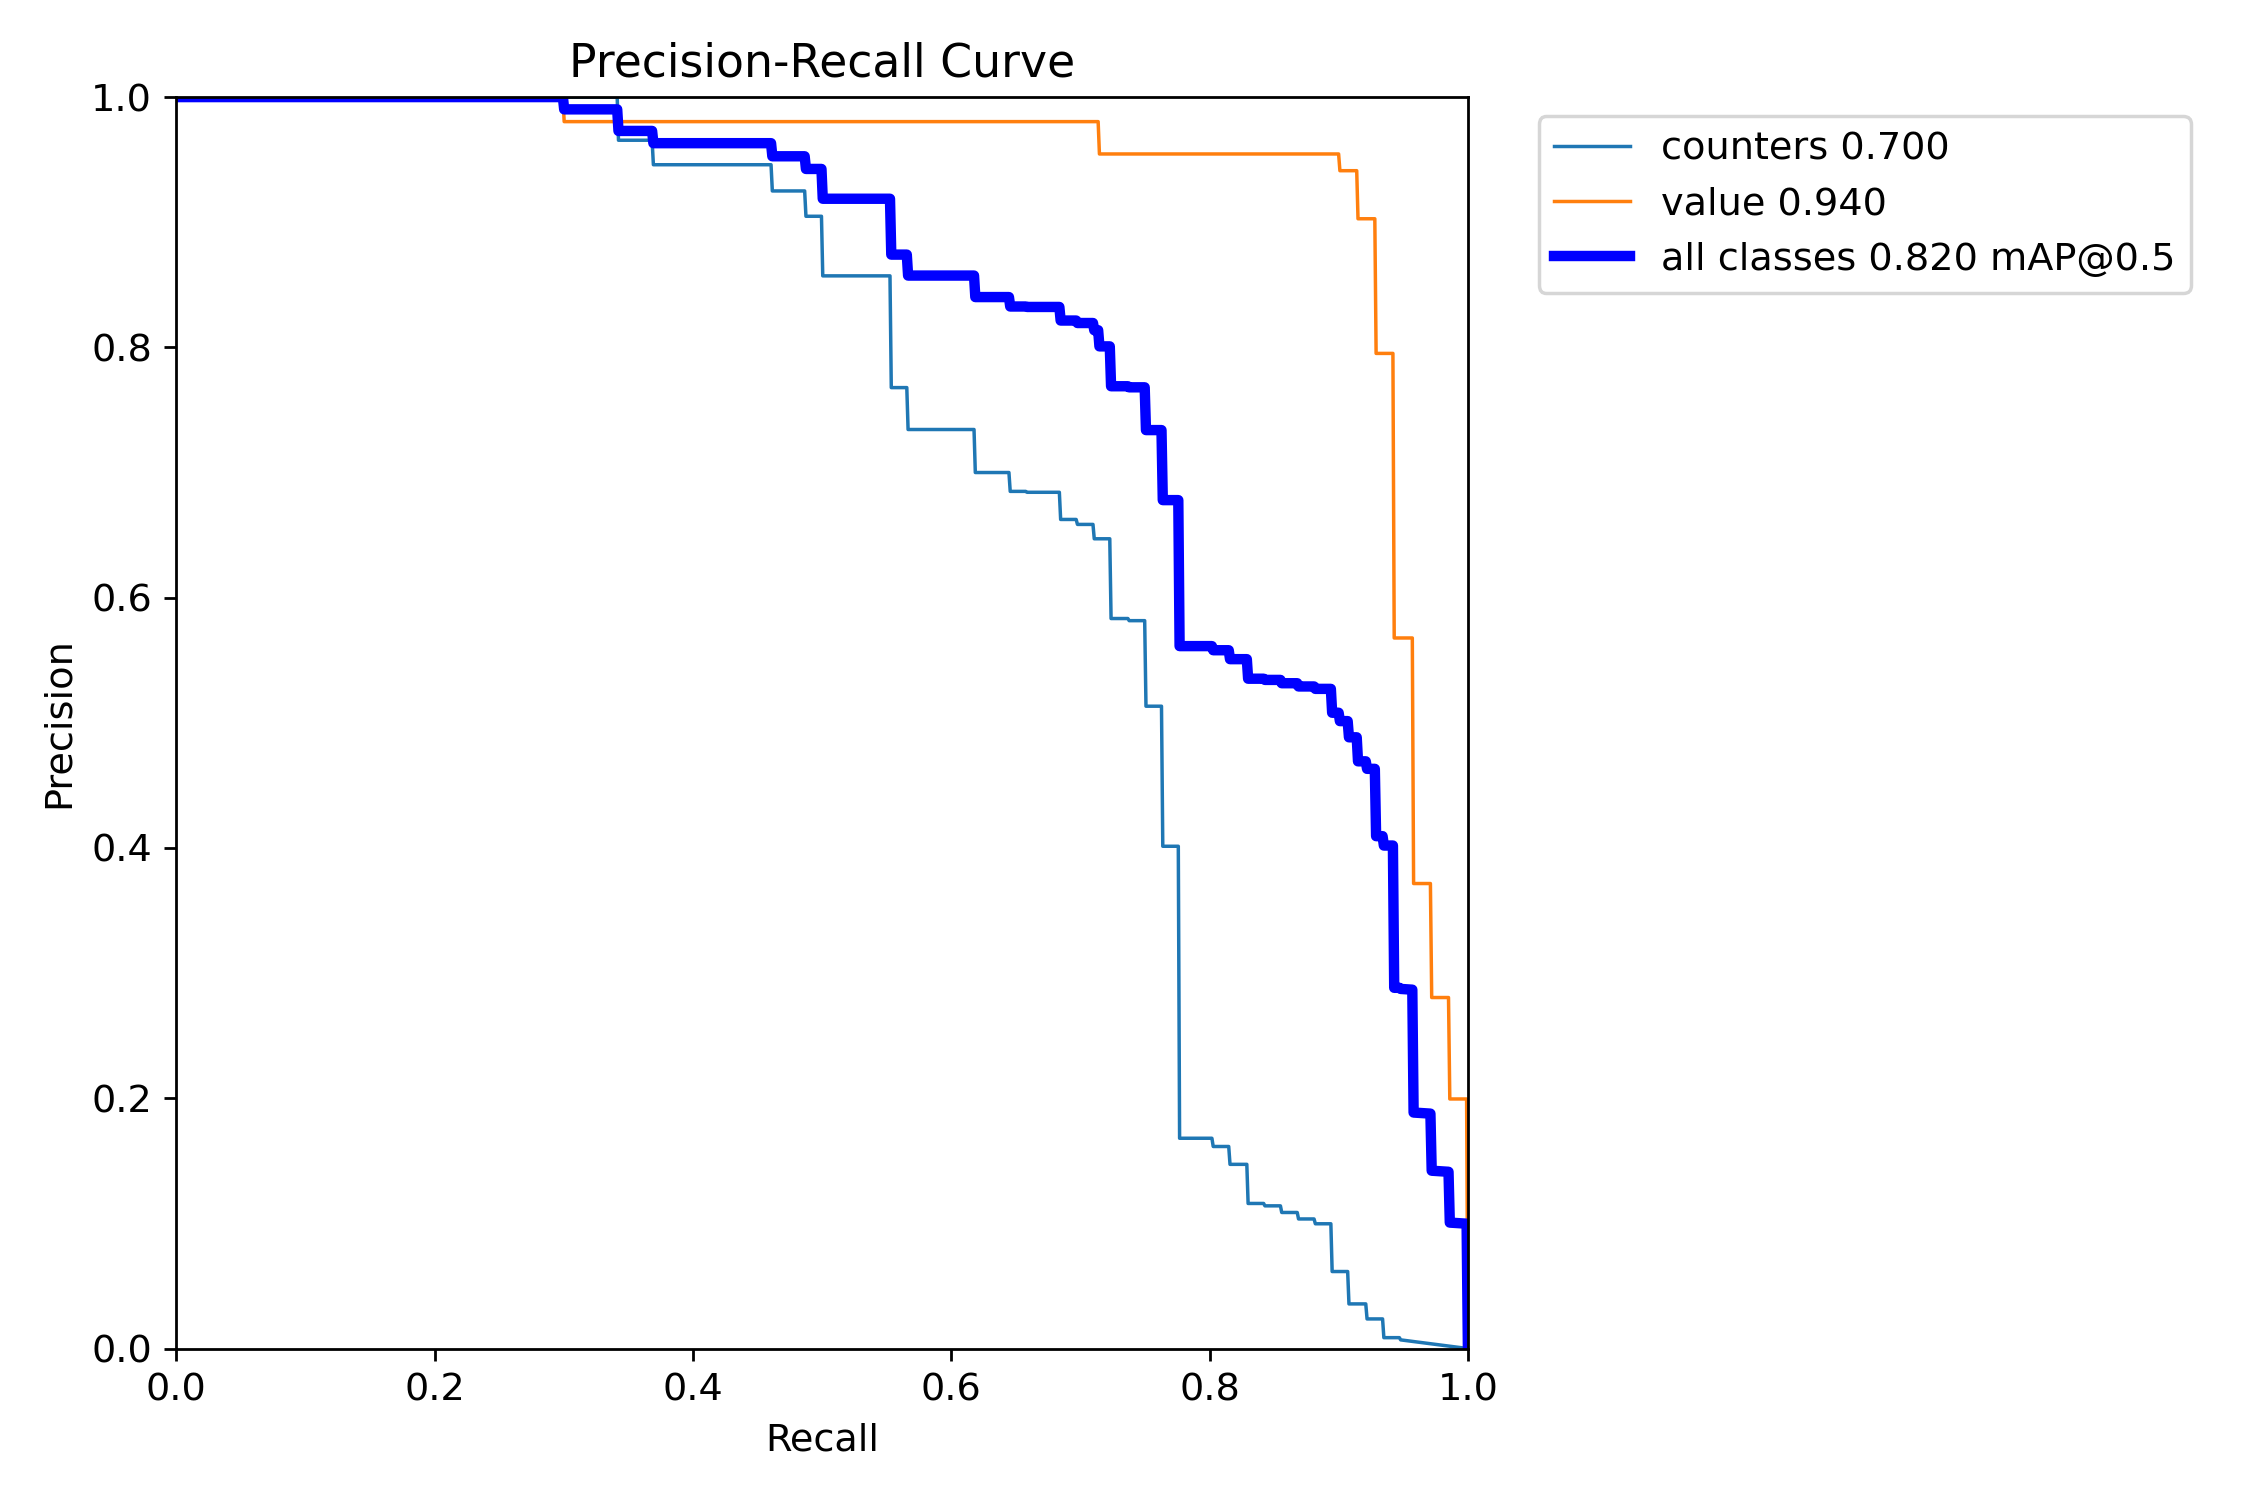 Precision-Recall Curve
1.0
0.8
0.6
0.4
0.2
0.0
Precision
0.0 0.2 0.4 0.6 0.8 1.0
Recall
counters 0.700
value 0.940
all classes 0.820 mAP@0.5